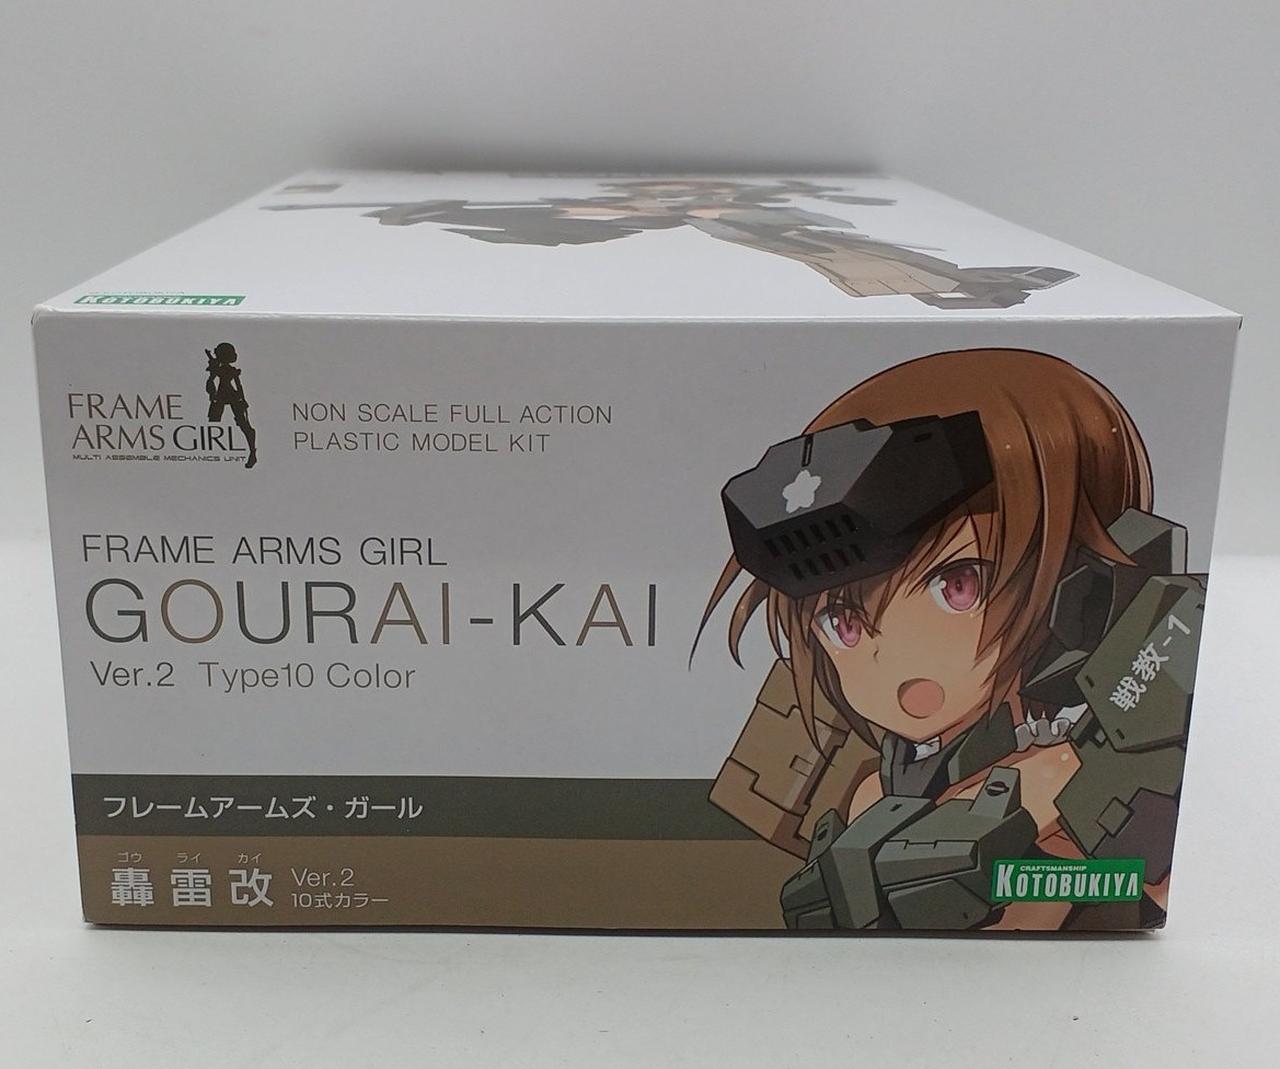 KOTOBUKIYA
FRAME
ARMS GIRL
MULTI ASSEMBLE MECHANICS UNIT
NON SCALE FULL ACTION
PLASTIC MODEL KIT
FRAME ARMS GIRL
GOURAI-KAI
Ver.2 Type10 Color
戦教-1
フレームアームズ・ガール
ゴウ ライ カイ
轟雷改 Ver.2
10式カラー
CRAFTSMANSHIP
KOTOBUKIYA